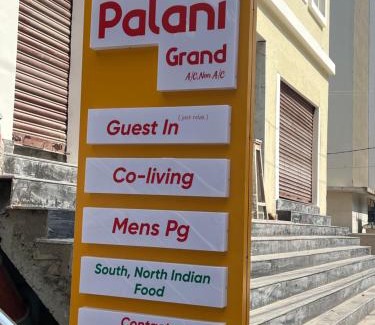 Palani
Grand
A/C, Non A/C
Guest In
Co-living
Mens Pg
South, North Indian
Food